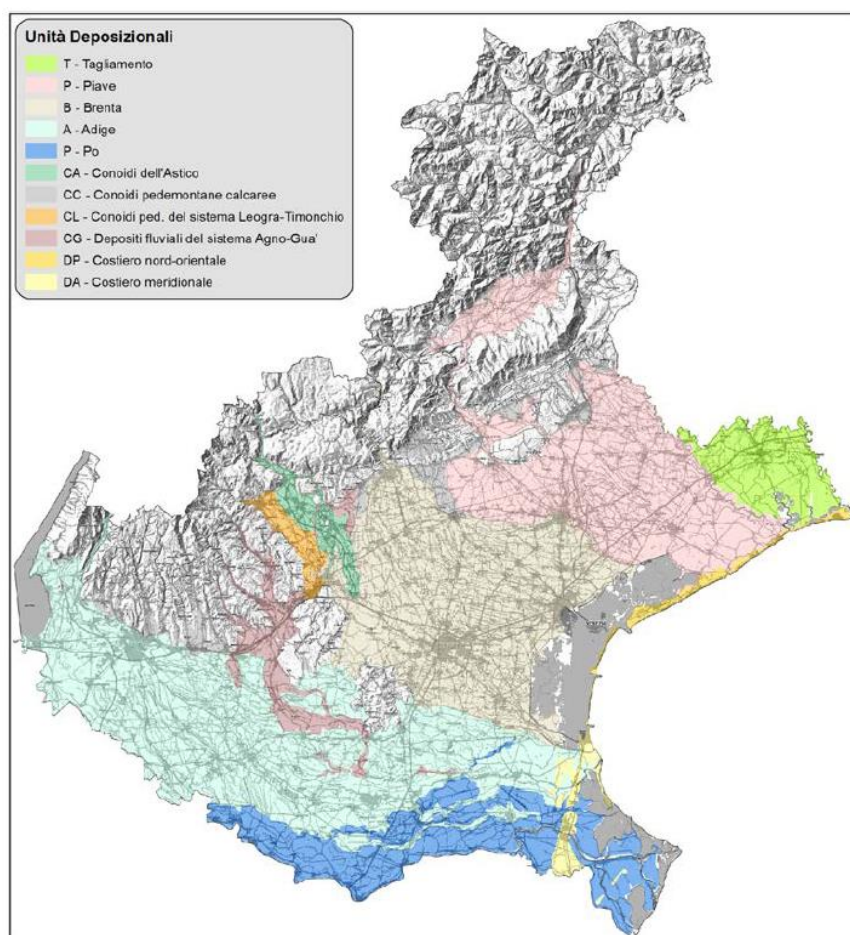 Unità Deposizionali
T - Tagliamento
P - Piave
B - Brenta
A - Adige
P - Po
CA - Conoidi dell'Astico
CC - Conoidi pedemontane calcaree
CL - Conoidi ped. del sistema Leogra-Timonchio
CG - Depositi fluviali del sistema Agno-Gua'
DP - Costiero nord-orientale
DA - Costiero meridionale